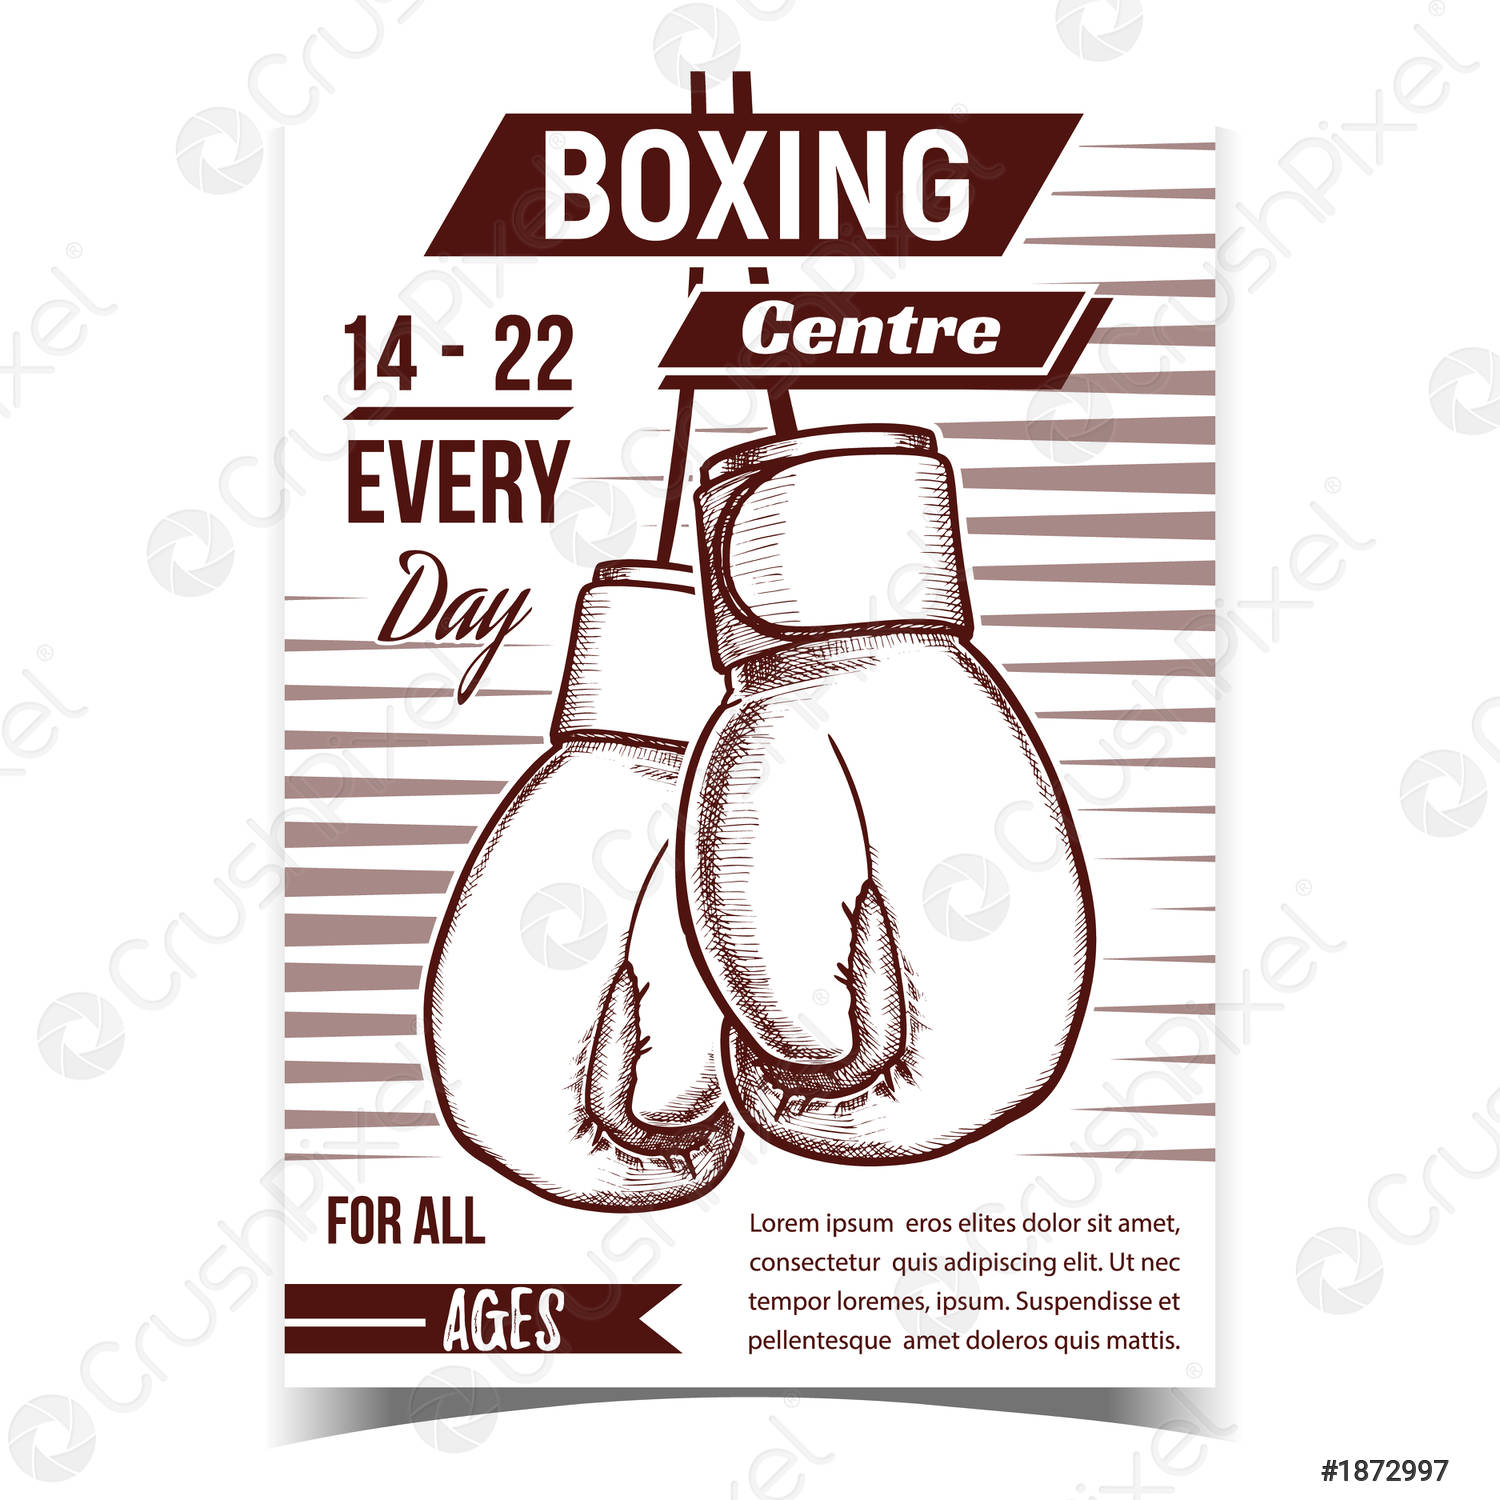 BOXING
Centre
14 - 22
EVERY
Day
FOR ALL
AGES
Lorem ipsum eros elites dolor sit amet,
consectetur quis adipiscing elit. Ut nec
tempor loremes, ipsum. Suspendisse et
pellentesque amet doleros quis mattis.
Crushpixel
#1872997